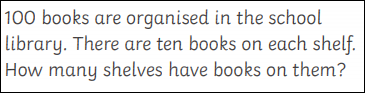 100 books are organised in the school
library. There are ten books on each shelf.
How many shelves have books on them?